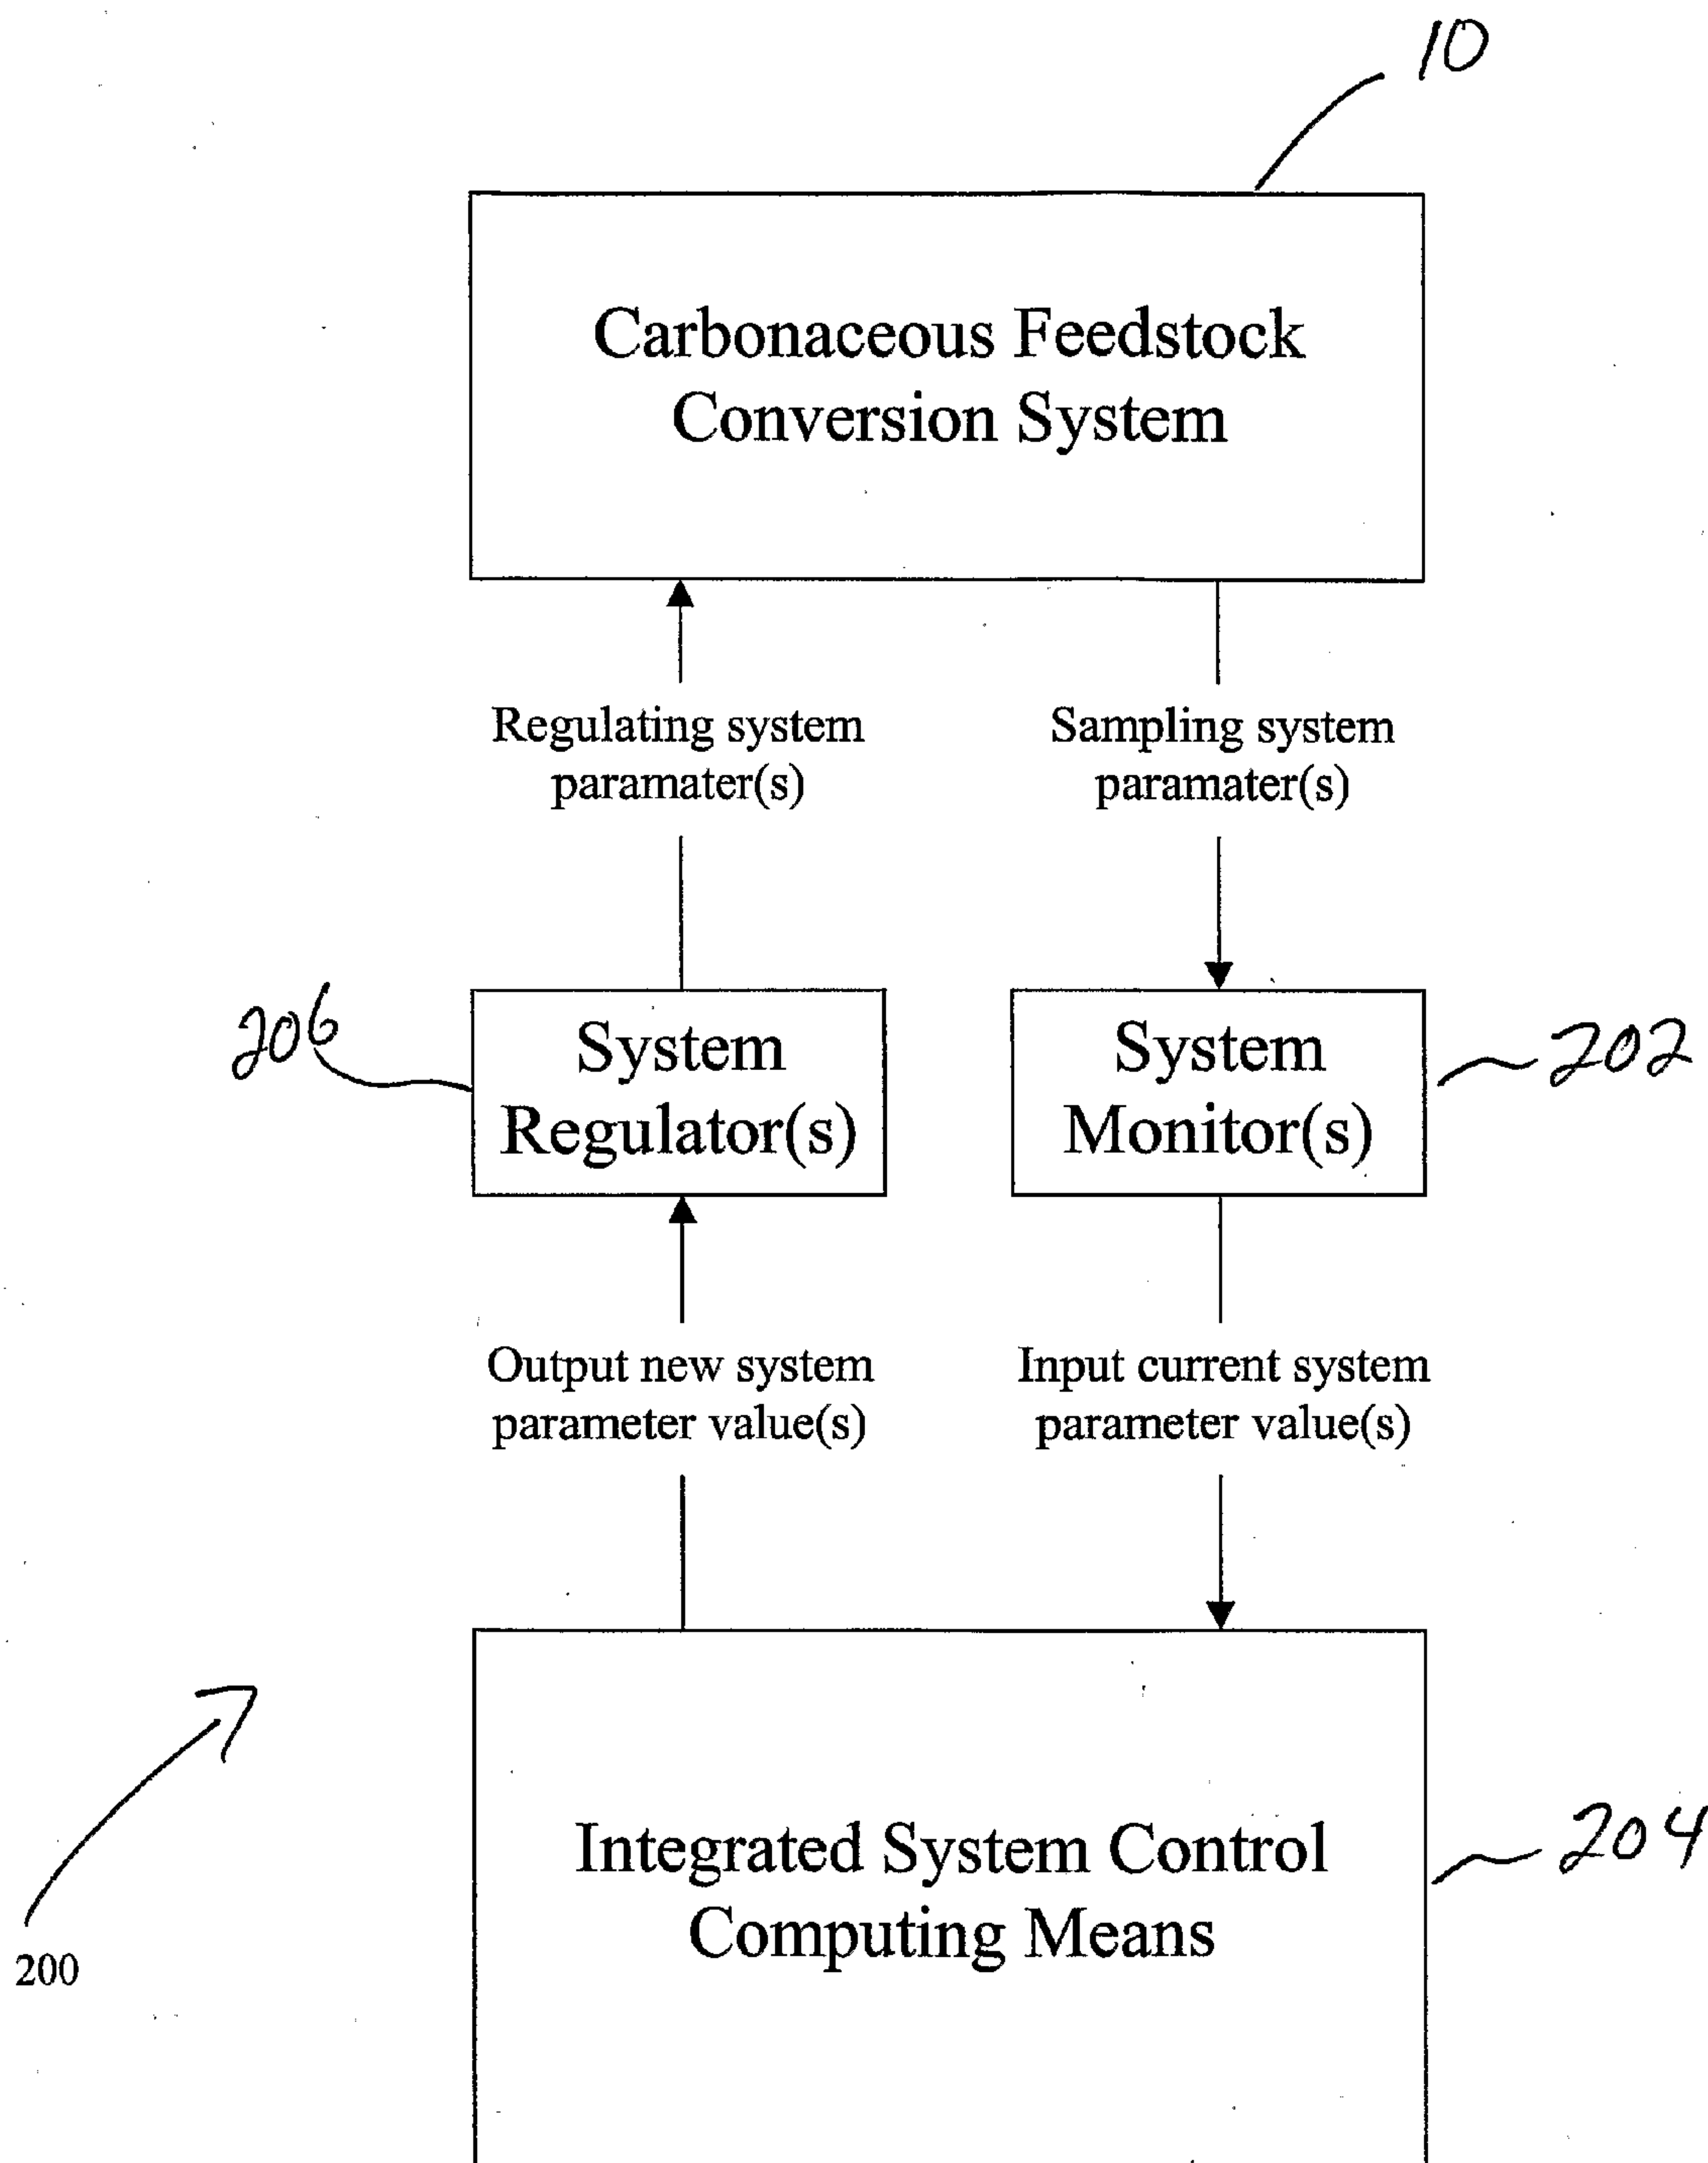 10
Carbonaceous Feedstock
Conversion System
Regulating system
paramater(s)
Sampling system
paramater(s)
206
System
Regulator(s)
System
Monitor(s)
202
Output new system
parameter value(s)
Input current system
parameter value(s)
Integrated System Control
Computing Means
204
200